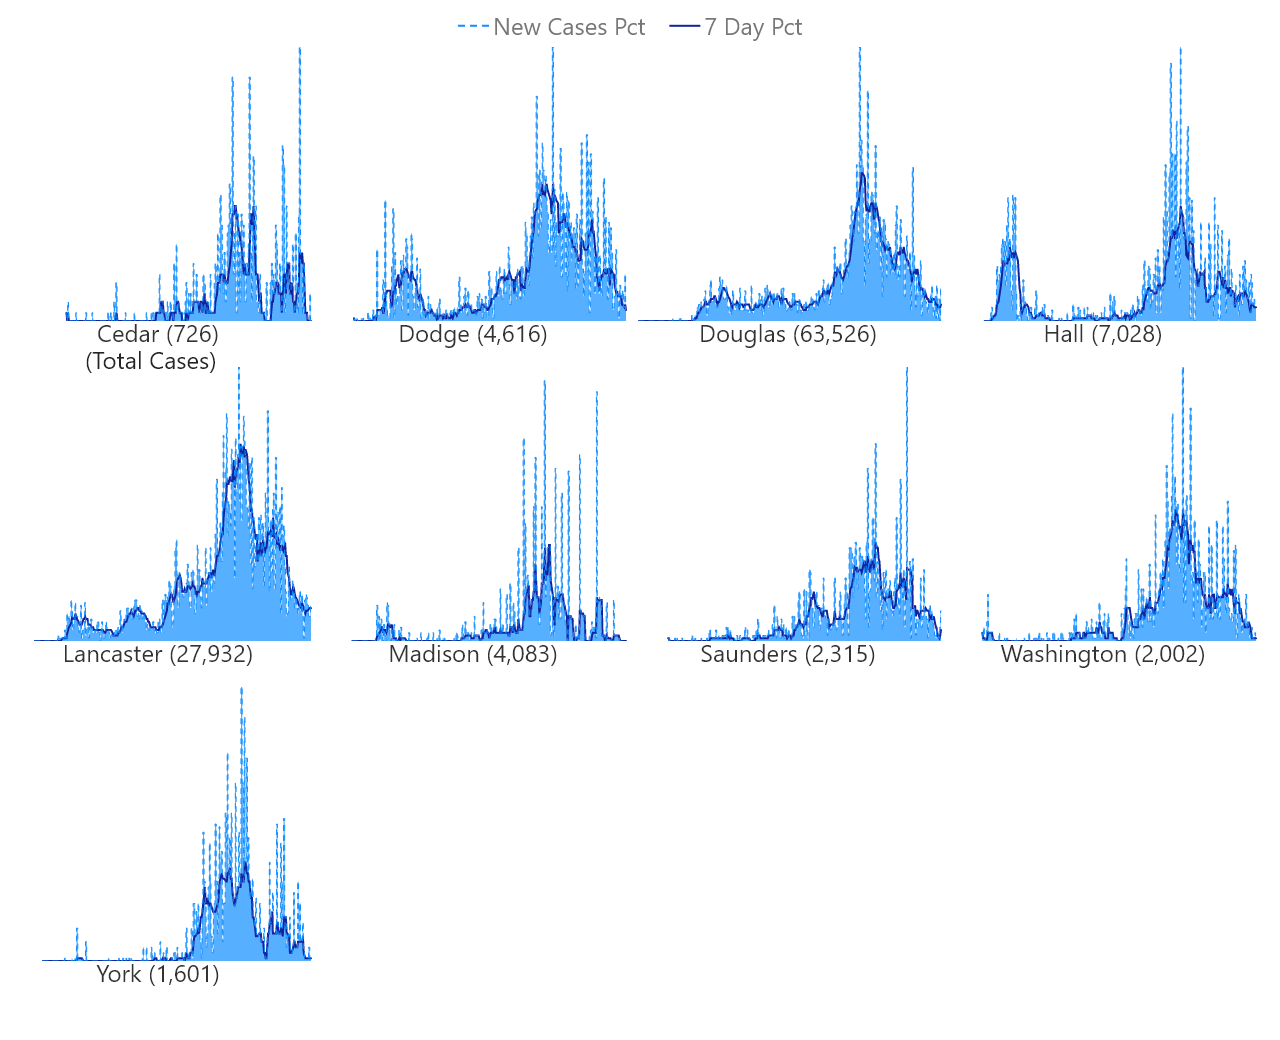 New Cases Pct 7 Day Pct
Cedar (726)
(Total Cases)
Dodge (4,616)
Douglas (63,526)
Hall (7,028)
Lancaster (27,932)
Madison (4,083)
Saunders (2,315)
Washington (2,002)
York (1,601)